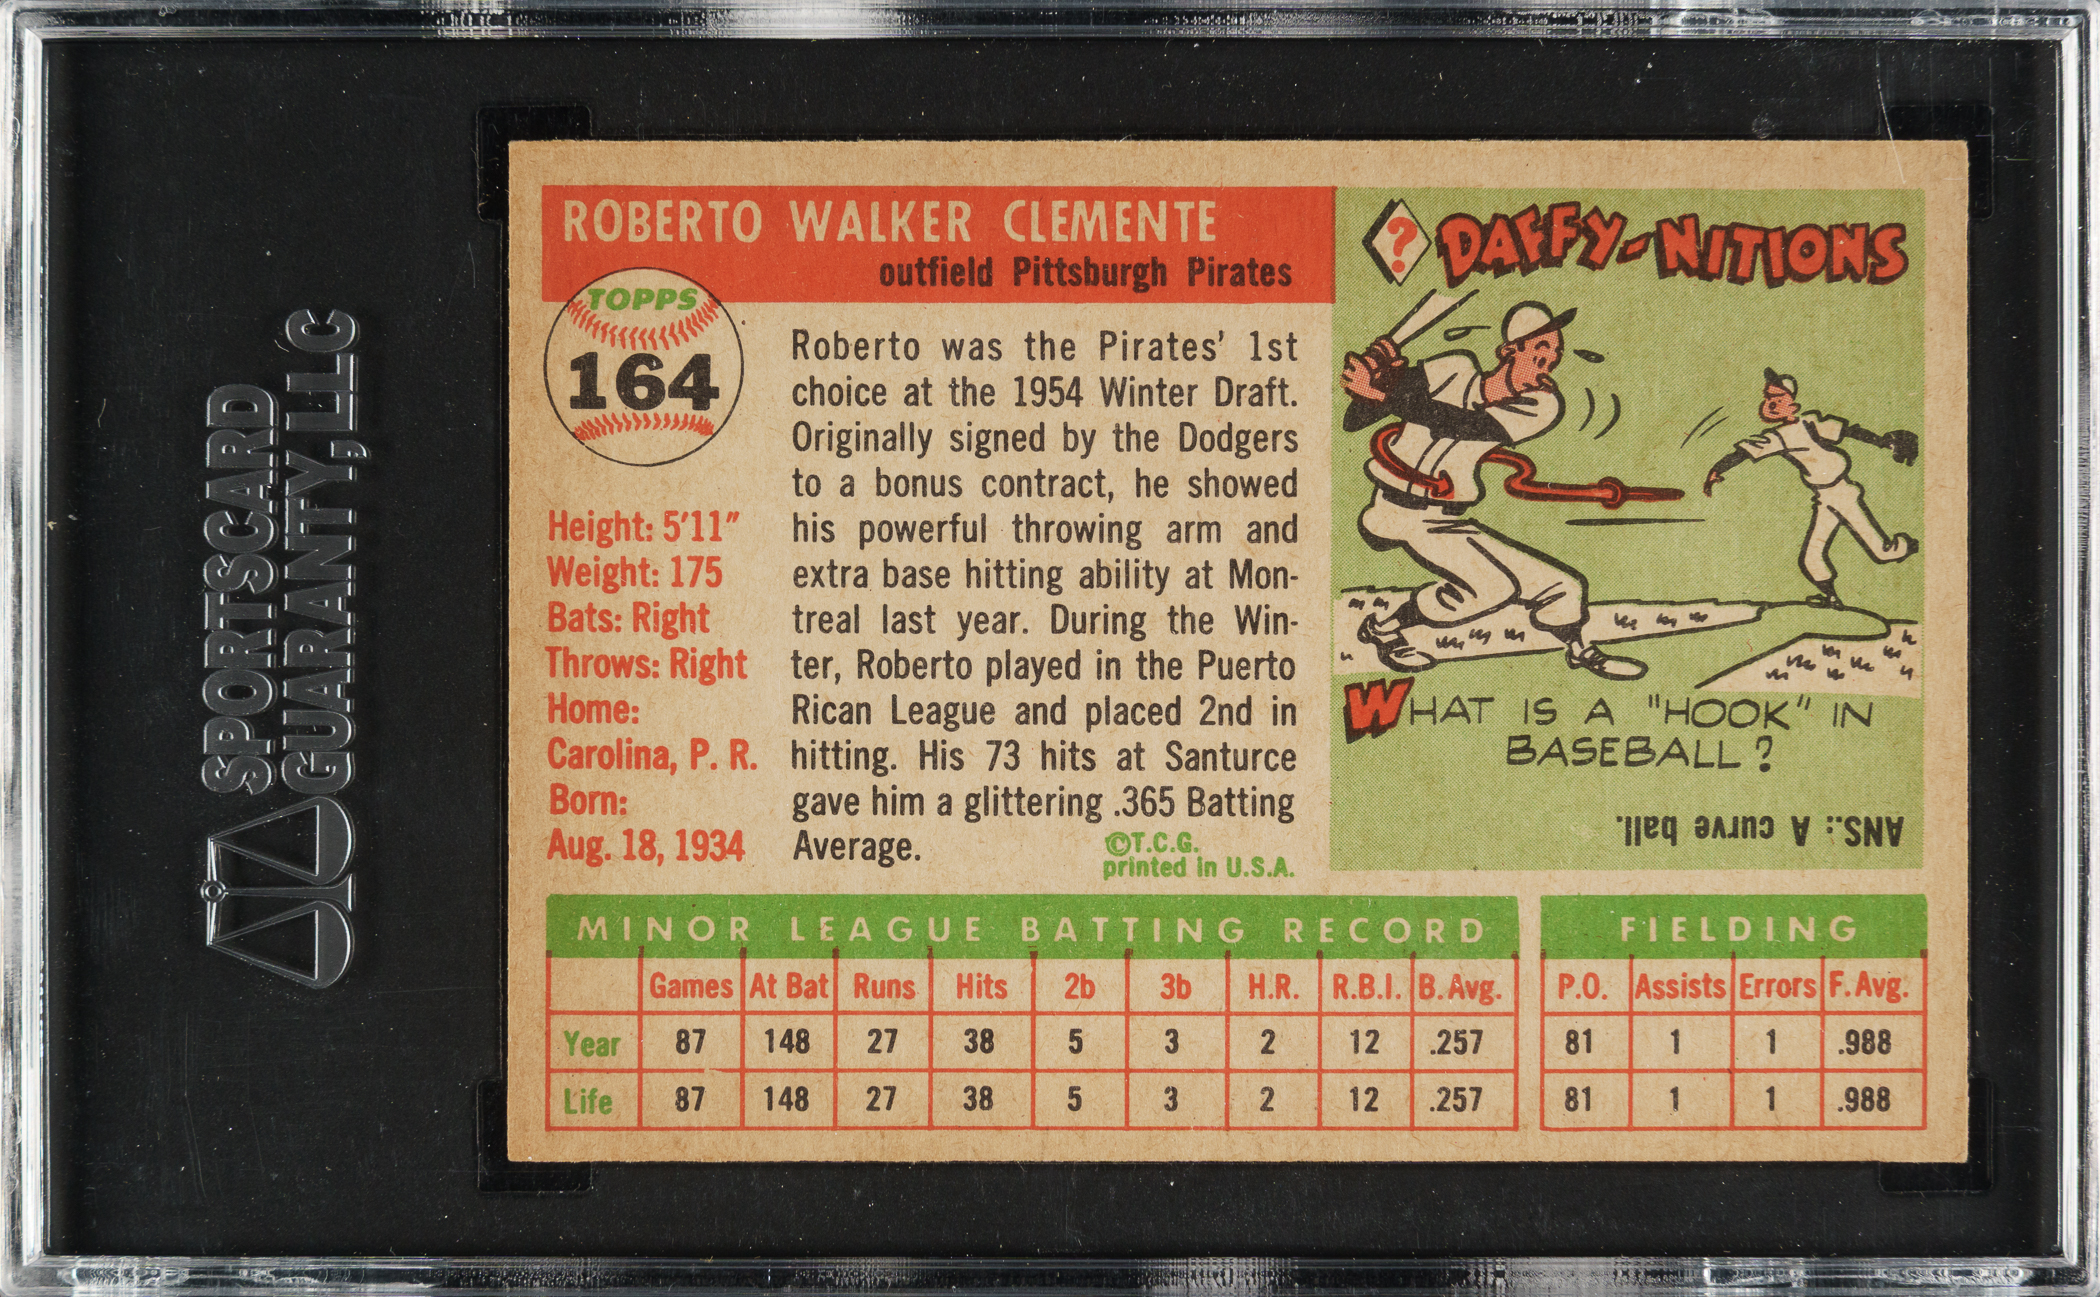 SPORTSCARD
GUARANTY, LLC
ROBERTO WALKER CLEMENTE
outfield Pittsburgh Pirates
TOPPS
164
Height: 5'11"
Weight: 175
Bats: Right
Throws: Right
Home:
Carolina, P. R.
Born:
Aug. 18, 1934
Roberto was the Pirates' 1st
choice at the 1954 Winter Draft.
Originally signed by the Dodgers
to a bonus contract, he showed
his powerful throwing arm and
extra base hitting ability at Mon-
treal last year. During the Win-
ter, Roberto played in the Puerto
Rican League and placed 2nd in
hitting. His 73 hits at Santurce
gave him a glittering .365 Batting
Average.
©T.C.G.
printed in U.S.A.
? DAFFY-NITIONS
WHAT IS A "HOOK" IN
BASEBALL?
ANS.: A curve ball.
MINOR LEAGUE BATTING RECORD
Games At Bat Runs Hits 2b 3b H.R. R.B.I. B. Avg.
Year 87 148 27 38 5 3 2 12 .257
Life 87 148 27 38 5 3 2 12 .257
FIELDING
P.O. Assists Errors F. Avg.
81 1 1 .988
81 1 1 .988